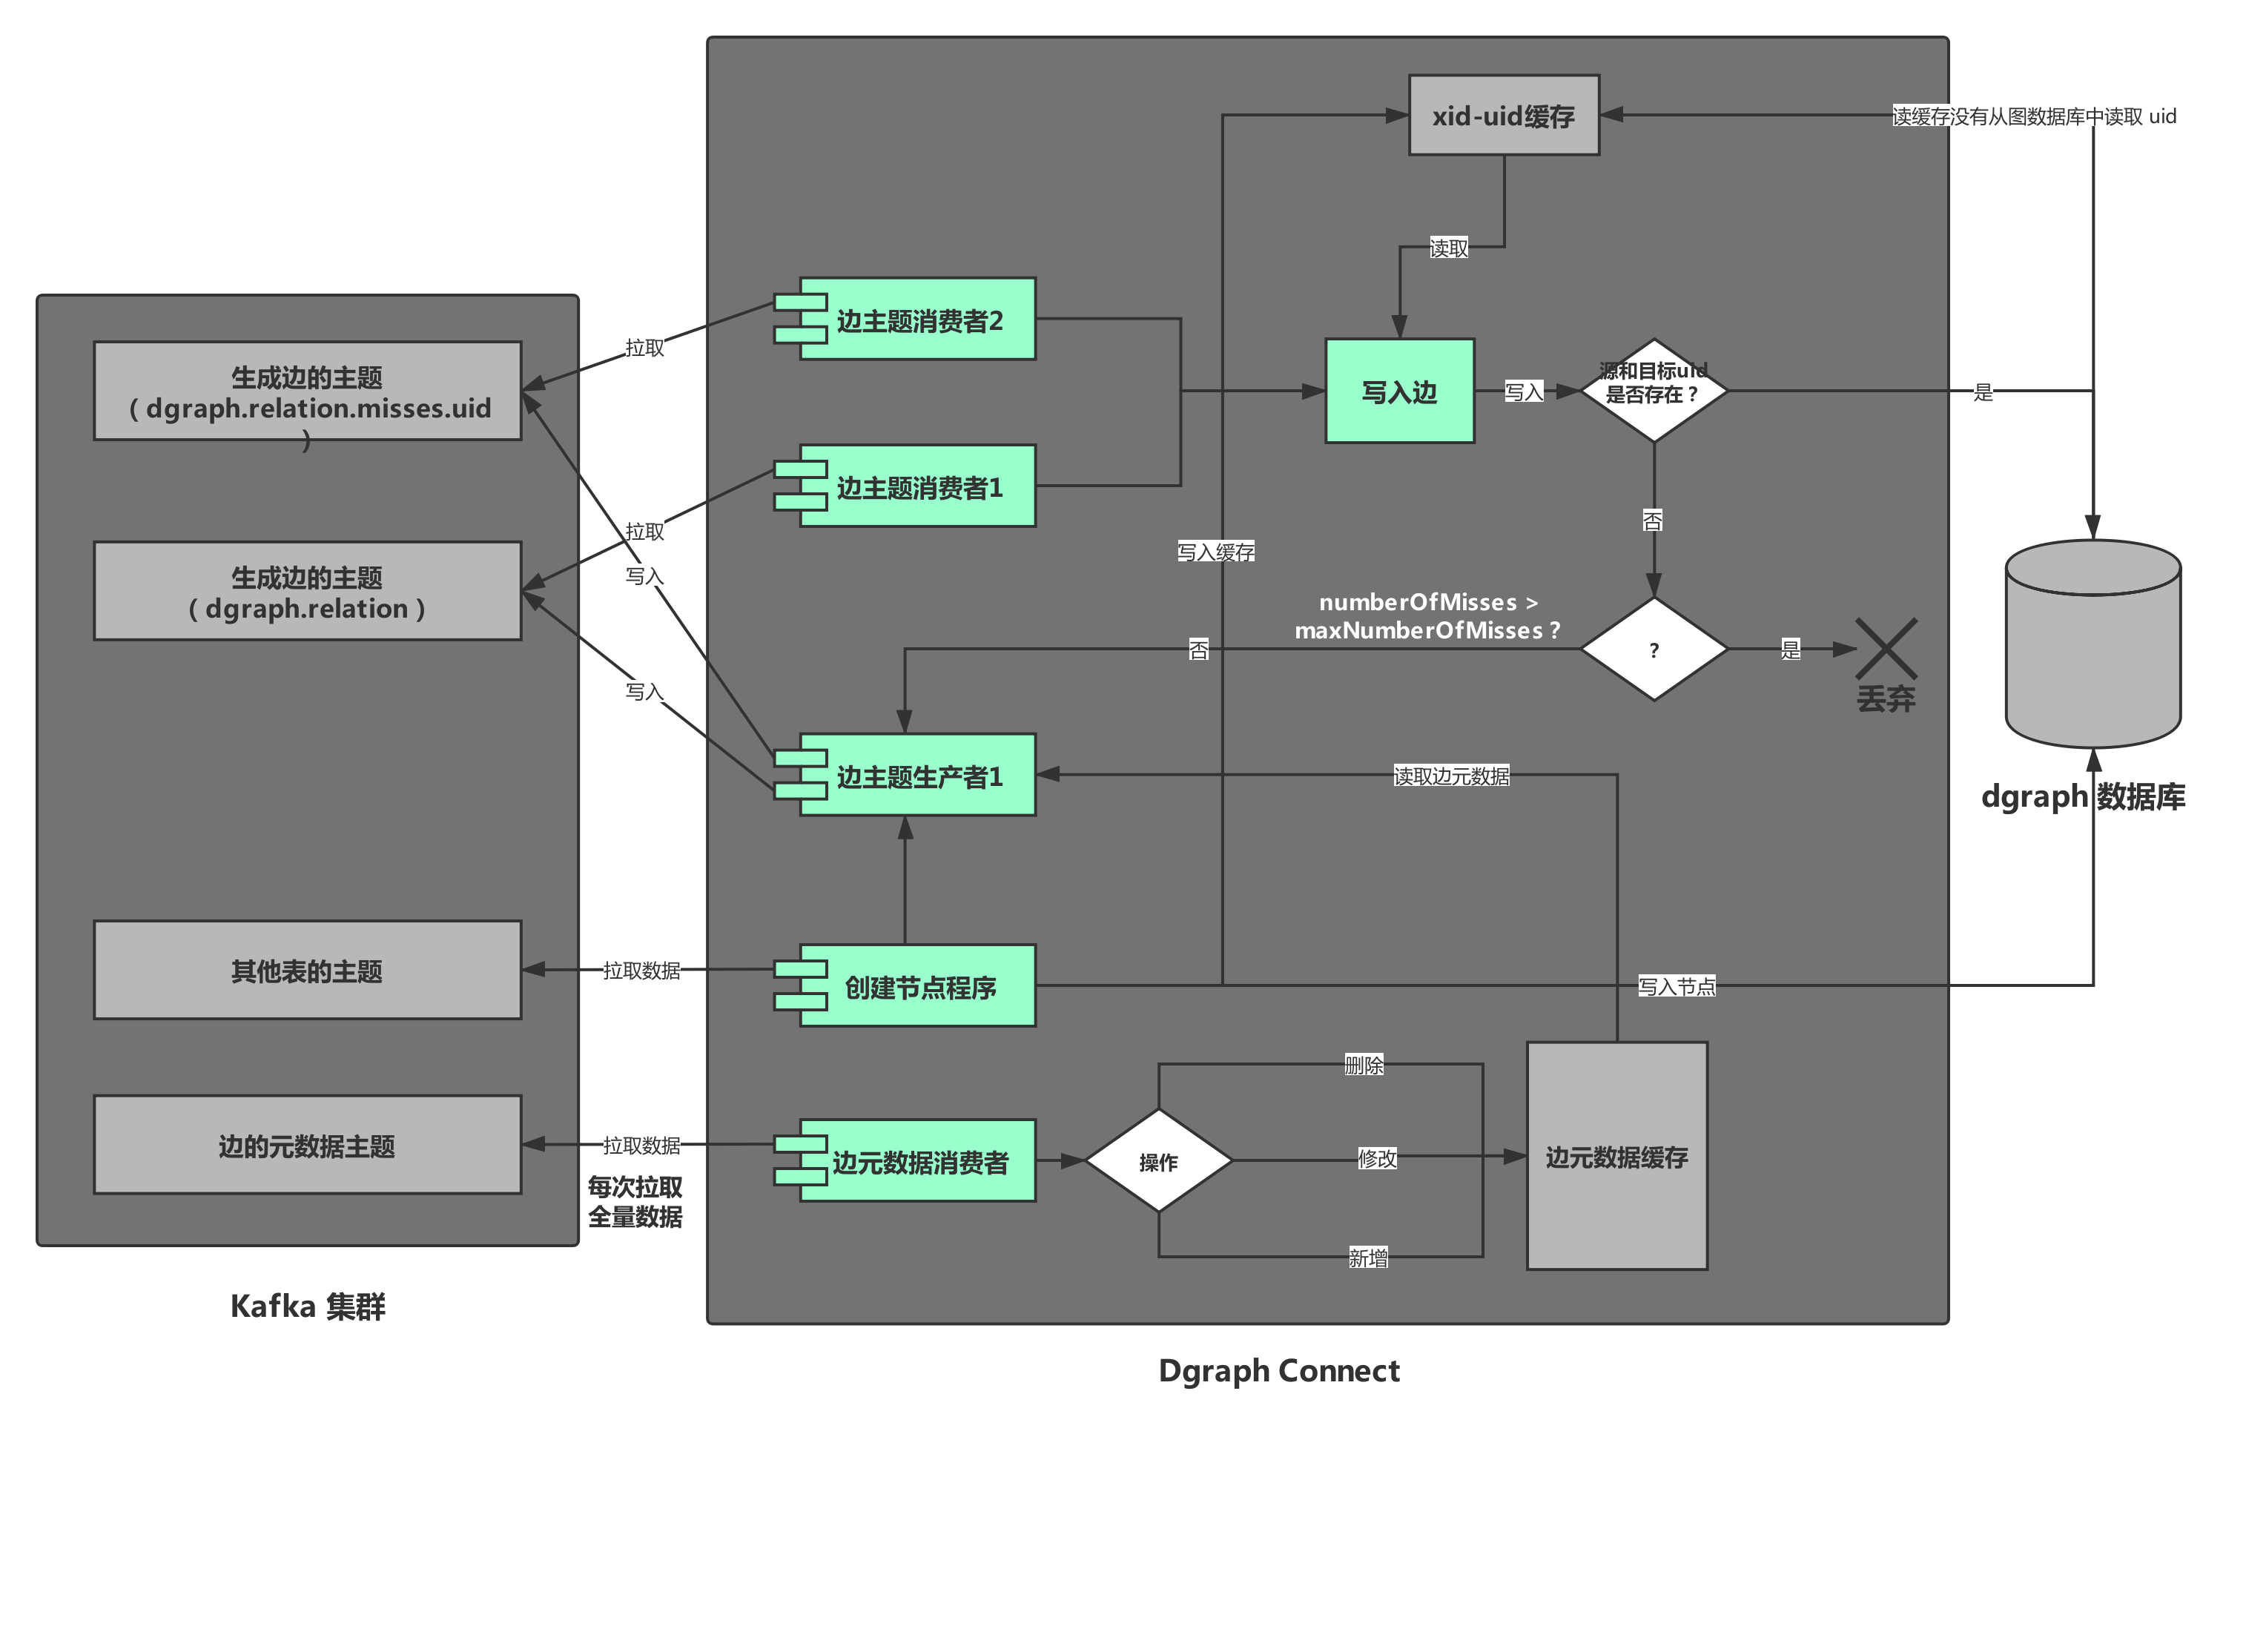 xid-uid缓存
读缓存没有从图数据库中读取 uid
读取
边主题消费者2
拉取
生成边的主题
（ dgraph.relation.misses.uid
）
写入边
写入
源和目标uid
是否存在？
是
边主题消费者1
拉取
否
写入缓存
生成边的主题
（ dgraph.relation ）
写入
numberOfMisses >
maxNumberOfMisses ?
否
?
是
丢弃
写入
边主题生产者1
读取边元数据
dgraph 数据库
其他表的主题
拉取数据
创建节点程序
写入节点
删除
边的元数据主题
拉取数据
每次拉取
全量数据
边元数据消费者
操作
修改
边元数据缓存
新增
Kafka 集群
Dgraph Connect